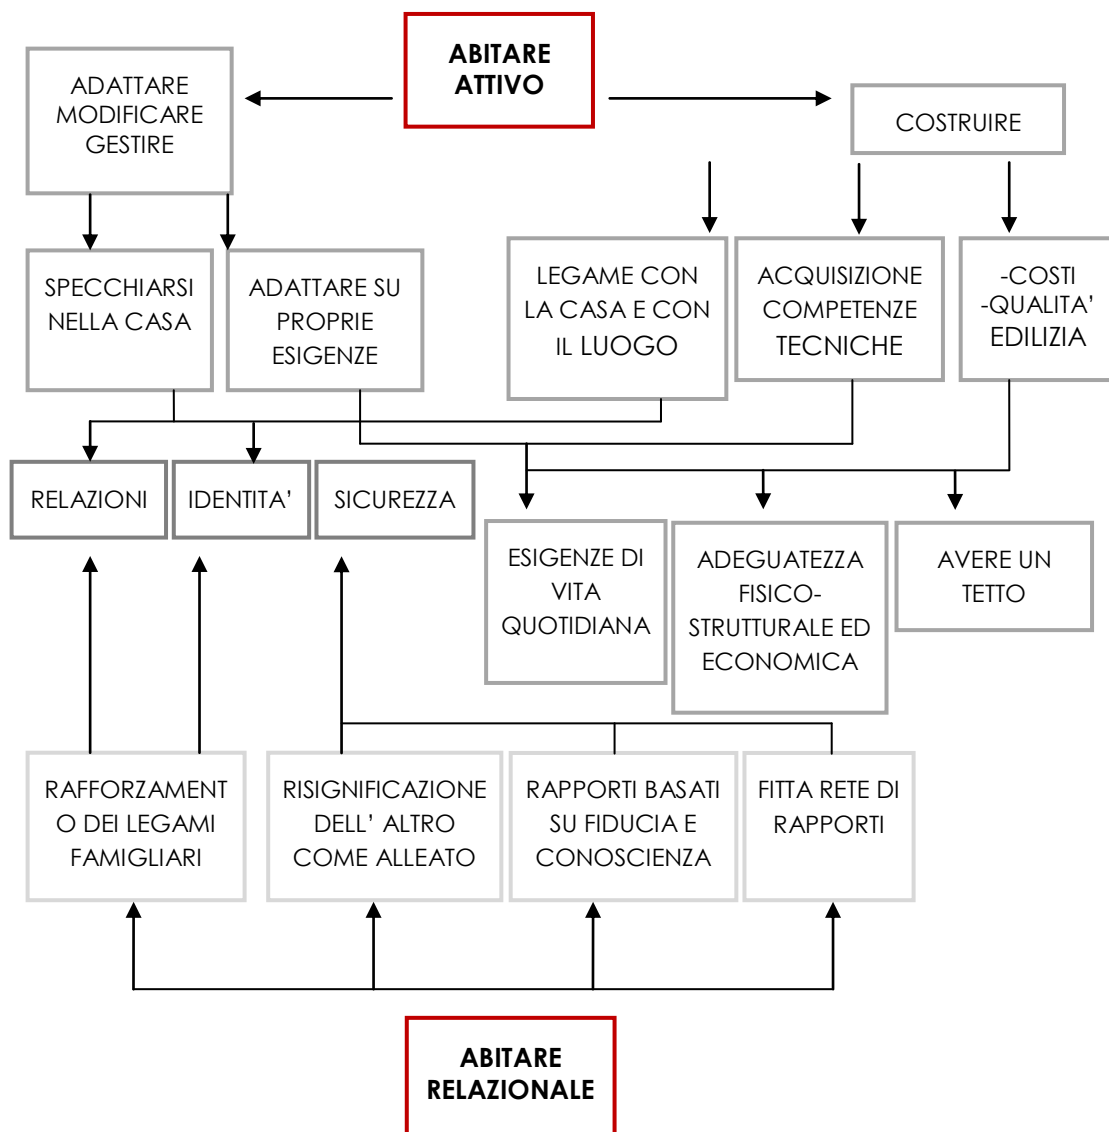 ABITARE
ATTIVO
ADATTARE
MODIFICARE
GESTIRE
COSTRUIRE
SPECCHIARSI
NELLA CASA
ADATTARE SU
PROPRIE
ESIGENZE
LEGAME CON
LA CASA E CON
IL LUOGO
ACQUISIZIONE
COMPETENZE
TECNICHE
-COSTI
-QUALITA’
EDILIZIA
RELAZIONI
IDENTITA’
SICUREZZA
ESIGENZE DI
VITA
QUOTIDIANA
ADEGUATEZZA
FISICO-
STRUTTURALE ED
ECONOMICA
AVERE UN
TETTO
RAFFORZAMENT
O DEI LEGAMI
FAMIGLIARI
RISIGNIFICAZIONE
DELL’ ALTRO
COME ALLEATO
RAPPORTI BASATI
SU FIDUCIA E
CONOSCIENZA
FITTA RETE DI
RAPPORTI
ABITARE
RELAZIONALE